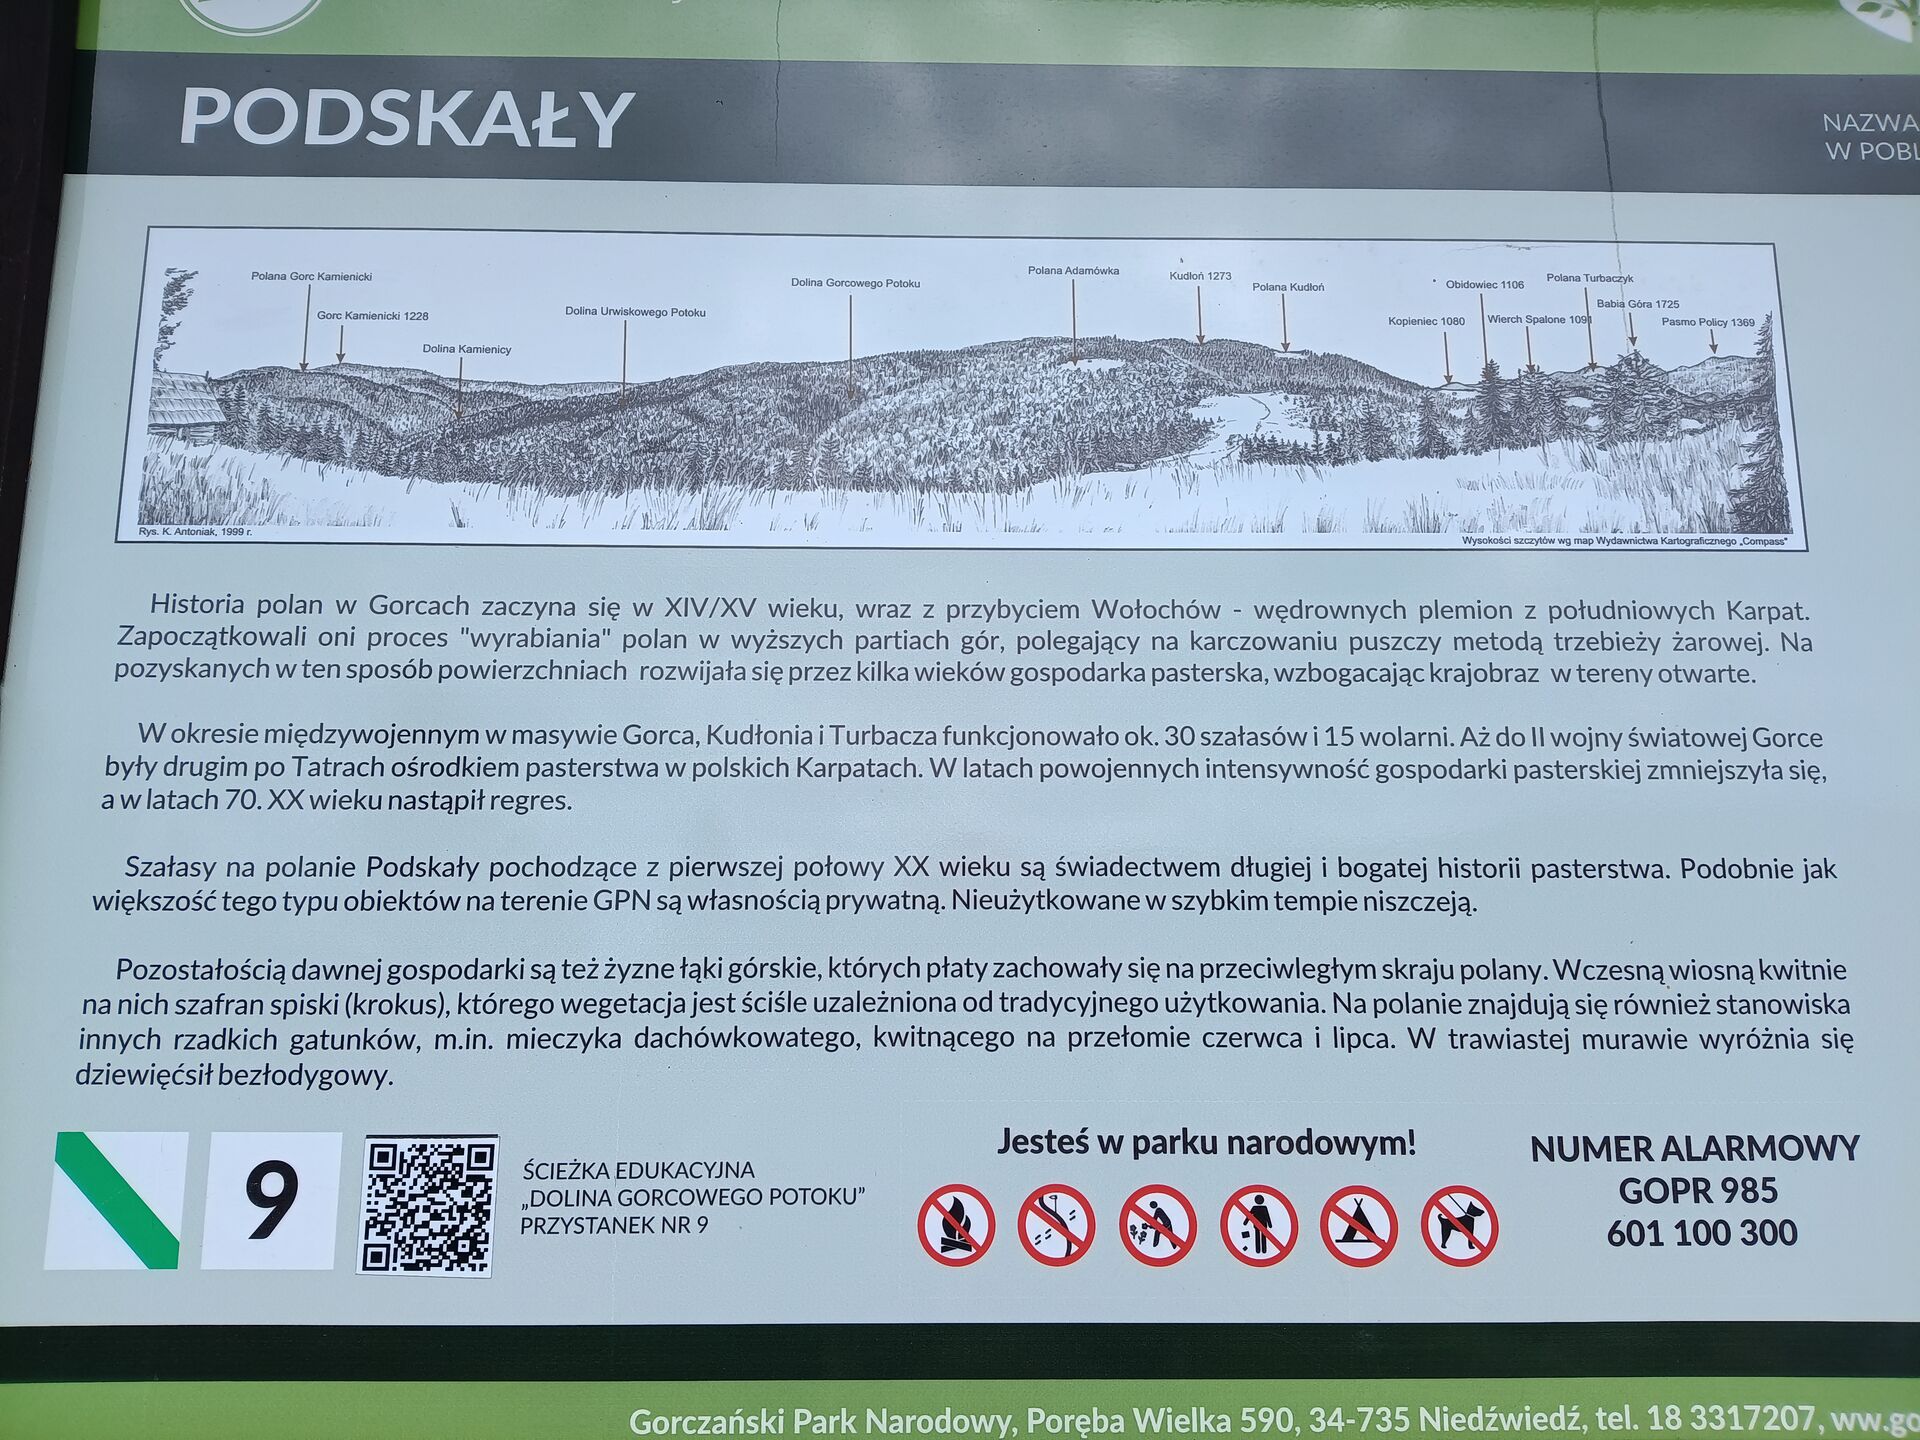 PODSKAŁY
NAZWA
W POBL
Polana Gorc Kamienicki
Gorc Kamienicki 1228
Dolina Kamienicy
Dolina Urwiskowego Potoku
Dolina Gorcowego Potoku
Polana Adamówka
Kudłoń 1273
Polana Kudłoń
Kopieniec 1080
Obidowiec 1106
Wierch Spalone 1091
Polana Turbaczyk
Babia Góra 1725
Pasmo Policy 1369
Rys. K. Antoniak, 1999 r.
Wysokości szczytów wg map Wydawnictwa Kartograficznego „Compass"
Historia polan w Gorcach zaczyna się w XIV/XV wieku, wraz z przybyciem Wołochów - wędrownych plemion z południowych Karpat.
Zapoczątkowali oni proces "wyrabiania" polan w wyższych partiach gór, polegający na karczowaniu puszczy metodą trzebieży żarowej. Na
pozyskanych w ten sposób powierzchniach rozwijała się przez kilka wieków gospodarka pasterska, wzbogacając krajobraz w tereny otwarte.
W okresie międzywojennym w masywie Gorca, Kudłonia i Turbacza funkcjonowało ok. 30 szałasów i 15 wolarni. Aż do II wojny światowej Gorce
były drugim po Tatrach ośrodkiem pasterstwa w polskich Karpatach. W latach powojennych intensywność gospodarki pasterskiej zmniejszyła się,
a w latach 70. XX wieku nastąpił regres.
Szałasy na polanie Podskały pochodzące z pierwszej połowy XX wieku są świadectwem długiej i bogatej historii pasterstwa. Podobnie jak
większość tego typu obiektów na terenie GPN są własnością prywatną. Nieużytkowane w szybkim tempie niszczeją.
Pozostałością dawnej gospodarki są też żyzne łąki górskie, których płaty zachowały się na przeciwległym skraju polany. Wczesną wiosną kwitnie
na nich szafran spiski (krokus), którego wegetacja jest ściśle uzależniona od tradycyjnego użytkowania. Na polanie znajdują się również stanowiska
innych rzadkich gatunków, m.in. mieczyka dachówkowatego, kwitnącego na przełomie czerwca i lipca. W trawiastej murawie wyróżnia się
dziewięćsił bezłodygowy.
9
ŚCIEŻKA EDUKACYJNA
„DOLINA GORCOWEGO POTOKU”
PRZYSTANEK NR 9
Jesteś w parku narodowym!
NUMER ALARMOWY
GOPR 985
601 100 300
Gorczański Park Narodowy, Poręba Wielka 590, 34-735 Niedźwiedź, tel. 18 3317207, ww.go